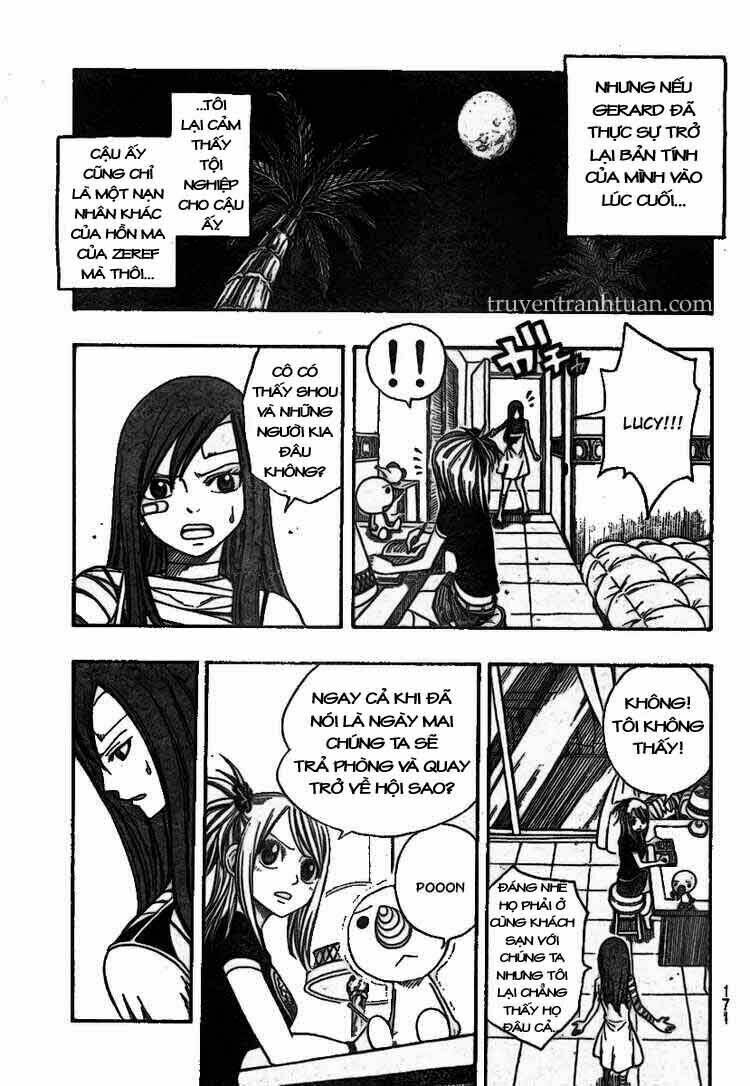 NHƯNG NẾU
GERARD ĐÃ
THỰC SỰ TRỞ
LẠI BẢN TÍNH
CỦA MÌNH VÀO
LÚC CUỐI...
...TÔI
LẠI CẢM
THẤY
TỘI
NGHIỆP
CHO CẬU
ẤY
CẬU ẤY
CŨNG CHỈ
LÀ MỘT NẠN
NHÂN KHÁC
CỦA HỒN MA
CỦA ZEREF
MÀ THÔI...
truyentranhtuan.com
LUCY!!!
ガチャ
!!
CÔ CÓ
THẤY SHOU
VÀ NHỮNG
NGƯỜI KIA
ĐÂU
KHÔNG?
KHÔNG!
TÔI KHÔNG
THẤY!
ĐÁNG NHẼ
HỌ PHẢI Ở
CÙNG KHÁCH
SẠN VỚI
CHÚNG TA
NHƯNG TÔI
LẠI CHẲNG
THẤY HỌ
ĐÂU CẢ...
NGAY CẢ KHI ĐÃ
NÓI LÀ NGÀY MAI
CHÚNG TA SẼ
TRẢ PHÒNG VÀ QUAY
TRỞ VỀ HỘI SAO?
POOON
171